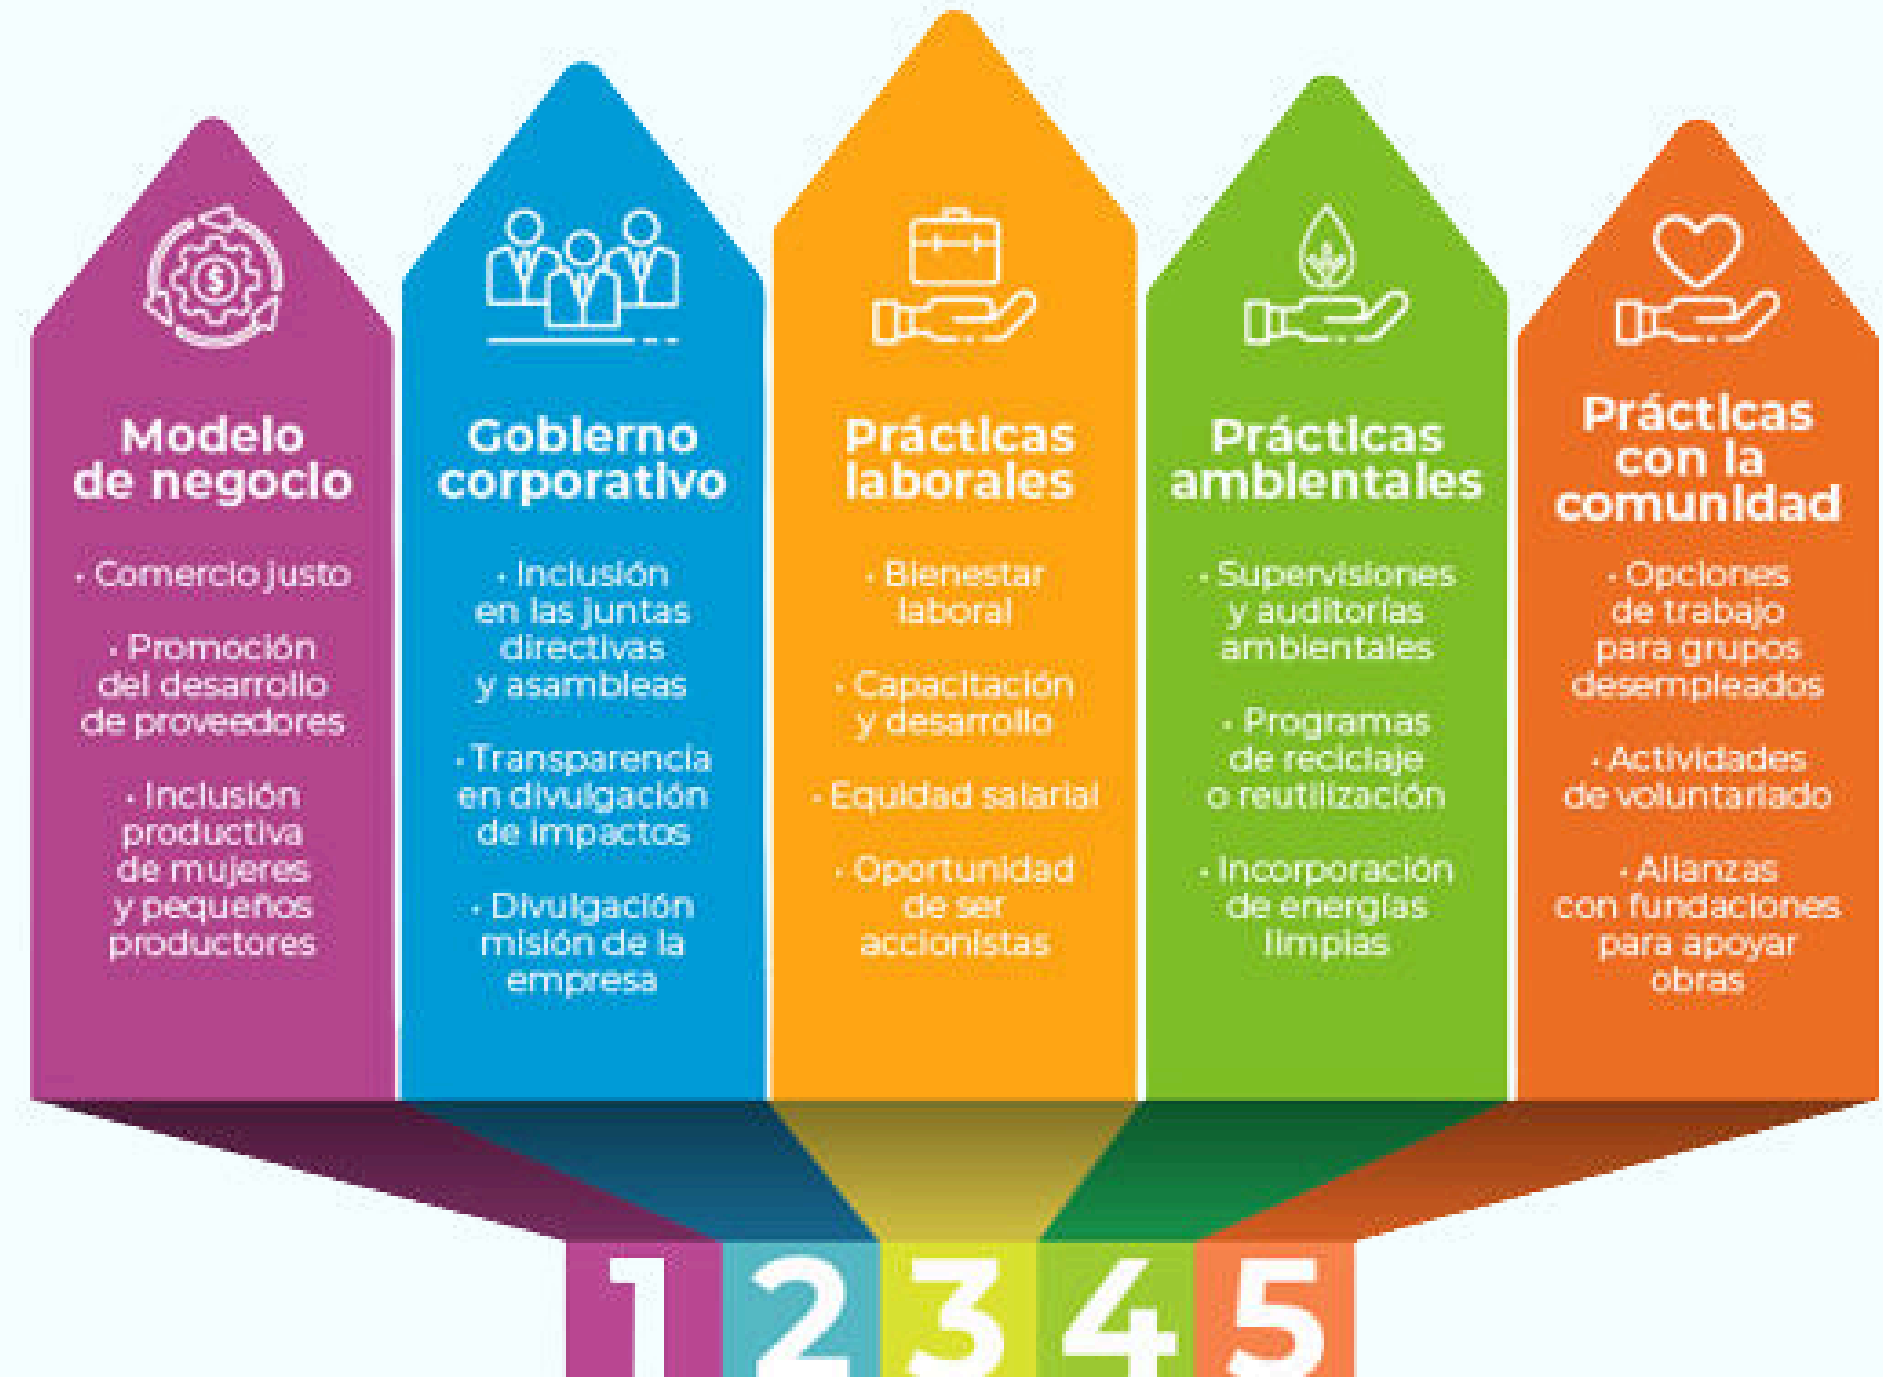 $
Modelo
de negocio
• Comercio justo
• Promoción
del desarrollo
de proveedores
• Inclusión
productiva
de mujeres
y pequeños
productores
Gobierno
corporativo
• Inclusión
en las juntas
directivas
y asambleas
• Transparencia
en divulgación
de impactos
• Divulgación
misión de la
empresa
Prácticas
laborales
• Bienestar
laboral
• Capacitación
y desarrollo
• Equidad salarial
• Oportunidad
de ser
accionistas
Prácticas
ambientales
• Supervisiones
y auditorías
ambientales
• Programas
de reciclaje
o reutilización
• Incorporación
de energías
limpias
Prácticas
con la
comunidad
• Opciones
de trabajo
para grupos
desempleados
• Actividades
de voluntariado
• Alianzas
con fundaciones
para apoyar
obras
1 2 3 4 5